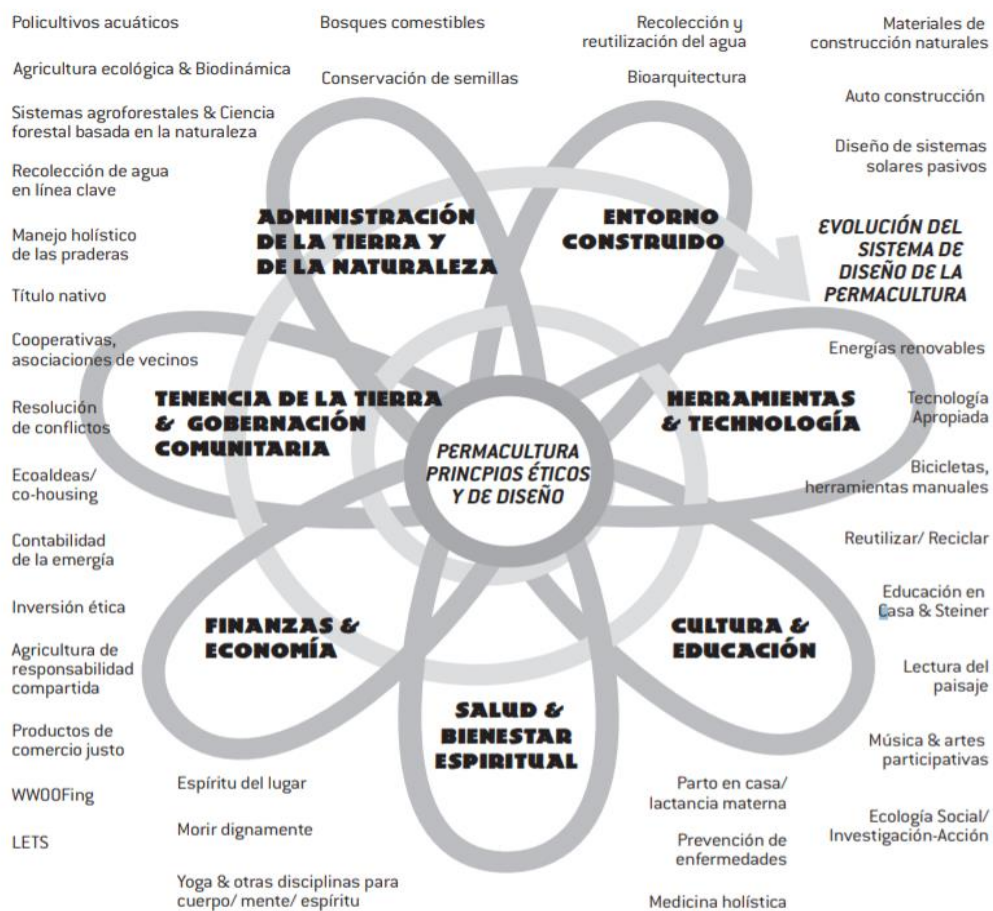 Policultivos acuáticos
Agricultura ecológica & Biodinámica
Sistemas agroforestales & Ciencia
forestal basada en la naturaleza
Recolección de agua
en línea clave
Manejo holístico
de las praderas
Título nativo
Cooperativas,
asociaciones de vecinos
Resolución
de conflictos
Ecoaldeas/
co-housing
Contabilidad
de la emergía
Inversión ética
Agricultura de
responsabilidad
compartida
Productos de
comercio justo
WWOOFing
LETS
Bosques comestibles
Conservación de semillas
Recolección y
reutilización del agua
Bioarquitectura
Materiales de
construcción naturales
Auto construcción
Diseño de sistemas
solares pasivos
EVOLUCIÓN DEL
SISTEMA DE
DISEÑO DE LA
PERMACULTURA
Energías renovables
Tecnología
Apropiada
Bicicletas,
herramientas manuales
Reutilizar/ Reciclar
Educación en
Casa & Steiner
Lectura del
paisaje
Música & artes
participativas
Ecología Social/
Investigación-Acción
ADMINISTRACIÓN
DE LA TIERRA Y
DE LA NATURALEZA
ENTORNO
CONSTRUIDO
TENENCIA DE LA TIERRA
& GOBERNACIÓN
COMUNITARIA
HERRAMIENTAS
& TECHNOLOGÍA
PERMACULTURA
PRINCPIOS ÉTICOS
Y DE DISEÑO
FINANZAS &
ECONOMÍA
CULTURA &
EDUCACIÓN
SALUD &
BIENESTAR
ESPIRITUAL
Espíritu del lugar
Morir dignamente
Yoga & otras disciplinas para
cuerpo/ mente/ espíritu
Parto en casa/
lactancia materna
Prevención de
enfermedades
Medicina holística